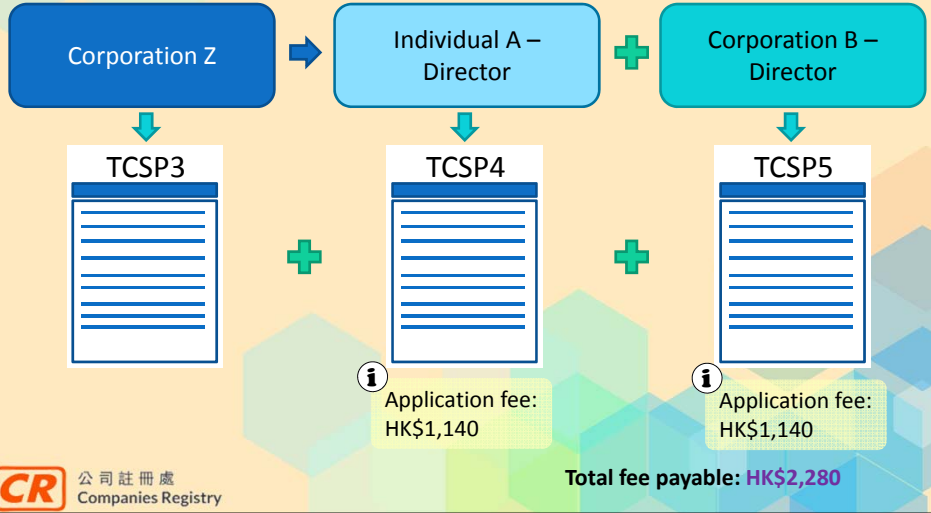 Corporation Z
Individual A –
Director
Corporation B –
Director
TCSP3
TCSP4
TCSP5
i
Application fee:
HK$1,140
i
Application fee:
HK$1,140
Total fee payable: HK$2,280
CR
公司註冊處
Companies Registry